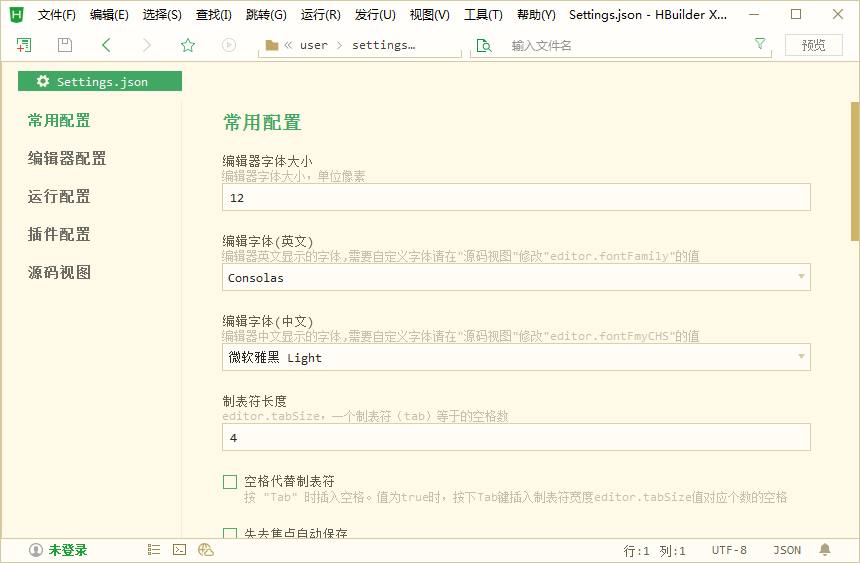 文件(F) 编辑(E) 选择(S) 查找(I) 跳转(G) 运行(R) 发行(U) 视图(V) 工具(T) 帮助(Y) Settings.json - HBuilder X...
user settings… 输入文件名 预览
Settings.json
常用配置
编辑器配置
运行配置
插件配置
源码视图
常用配置
编辑器字体大小
编辑器字体大小，单位像素
12
编辑字体(英文)
编辑器英文显示的字体,需要自定义字体请在"源码视图"修改"editor.fontFamily"的值
Consolas
编辑字体(中文)
编辑器中文显示的字体,需要自定义字体请在"源码视图"修改"editor.fontFmyCHS"的值
微软雅黑 Light
制表符长度
editor.tabSize，一个制表符（tab）等于的空格数
4
空格代替制表符
按 "Tab" 时插入空格。值为true时，按下Tab键插入制表符宽度editor.tabSize值对应个数的空格
失去焦点自动保存
未登录 行:1 列:1 UTF-8 JSON